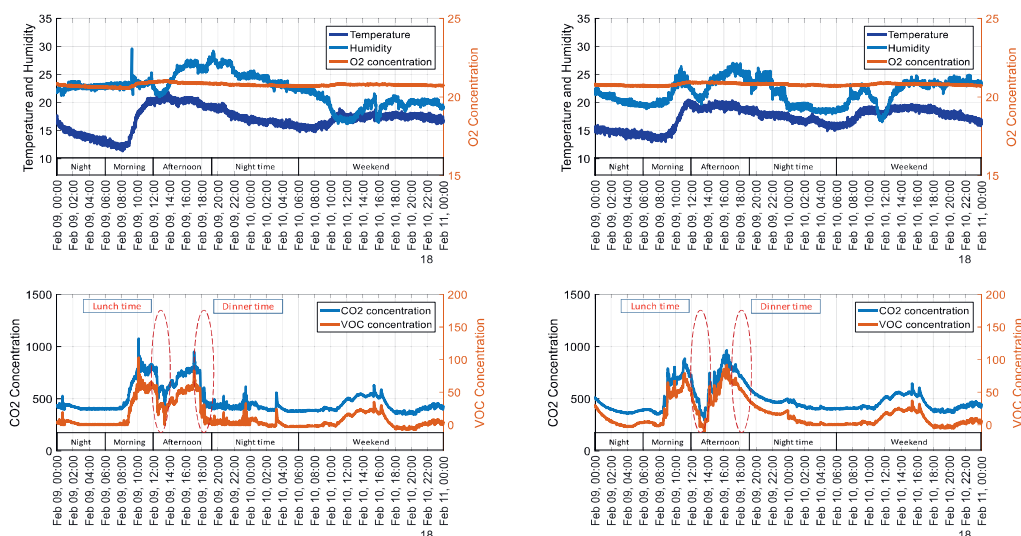 Temperature and Humidity
35
30
25
20
15
10
Temperature
Humidity
O2 concentration
25
20
15
O2 Concentration
Night
Morning
Afternoon
Night time
Weekend
Feb 09, 00:00
Feb 09, 02:00
Feb 09, 04:00
Feb 09, 06:00
Feb 09, 08:00
Feb 09, 10:00
Feb 09, 12:00
Feb 09, 14:00
Feb 09, 16:00
Feb 09, 18:00
Feb 09, 20:00
Feb 09, 22:00
Feb 10, 00:00
Feb 10, 02:00
Feb 10, 04:00
Feb 10, 06:00
Feb 10, 08:00
Feb 10, 10:00
Feb 10, 12:00
Feb 10, 14:00
Feb 10, 16:00
Feb 10, 18:00
Feb 10, 20:00
Feb 10, 22:00
Feb 11, 00:00
18
Temperature and Humidity
35
30
25
20
15
10
Temperature
Humidity
O2 concentration
25
20
15
O2 Concentration
Night
Morning
Afternoon
Night time
Weekend
Feb 09, 00:00
Feb 09, 02:00
Feb 09, 04:00
Feb 09, 06:00
Feb 09, 08:00
Feb 09, 10:00
Feb 09, 12:00
Feb 09, 14:00
Feb 09, 16:00
Feb 09, 18:00
Feb 09, 20:00
Feb 09, 22:00
Feb 10, 00:00
Feb 10, 02:00
Feb 10, 04:00
Feb 10, 06:00
Feb 10, 08:00
Feb 10, 10:00
Feb 10, 12:00
Feb 10, 14:00
Feb 10, 16:00
Feb 10, 18:00
Feb 10, 20:00
Feb 10, 22:00
Feb 11, 00:00
18
CO2 Concentration
1500
1000
500
0
Lunch time
Dinner time
CO2 concentration
VOC concentration
200
150
100
50
0
VOC Concentration
Night
Morning
Afternoon
Night time
Weekend
Feb 09, 00:00
Feb 09, 02:00
Feb 09, 04:00
Feb 09, 06:00
Feb 09, 08:00
Feb 09, 10:00
Feb 09, 12:00
Feb 09, 14:00
Feb 09, 16:00
Feb 09, 18:00
Feb 09, 20:00
Feb 09, 22:00
Feb 10, 00:00
Feb 10, 02:00
Feb 10, 04:00
Feb 10, 06:00
Feb 10, 08:00
Feb 10, 10:00
Feb 10, 12:00
Feb 10, 14:00
Feb 10, 16:00
Feb 10, 18:00
Feb 10, 20:00
Feb 10, 22:00
Feb 11, 00:00
18
CO2 Concentration
1500
1000
500
0
Lunch time
Dinner time
CO2 concentration
VOC concentration
200
150
100
50
0
VOC Concentration
Night
Morning
Afternoon
Night time
Weekend
Feb 09, 00:00
Feb 09, 02:00
Feb 09, 04:00
Feb 09, 06:00
Feb 09, 08:00
Feb 09, 10:00
Feb 09, 12:00
Feb 09, 14:00
Feb 09, 16:00
Feb 09, 18:00
Feb 09, 20:00
Feb 09, 22:00
Feb 10, 00:00
Feb 10, 02:00
Feb 10, 04:00
Feb 10, 06:00
Feb 10, 08:00
Feb 10, 10:00
Feb 10, 12:00
Feb 10, 14:00
Feb 10, 16:00
Feb 10, 18:00
Feb 10, 20:00
Feb 10, 22:00
Feb 11, 00:00
18